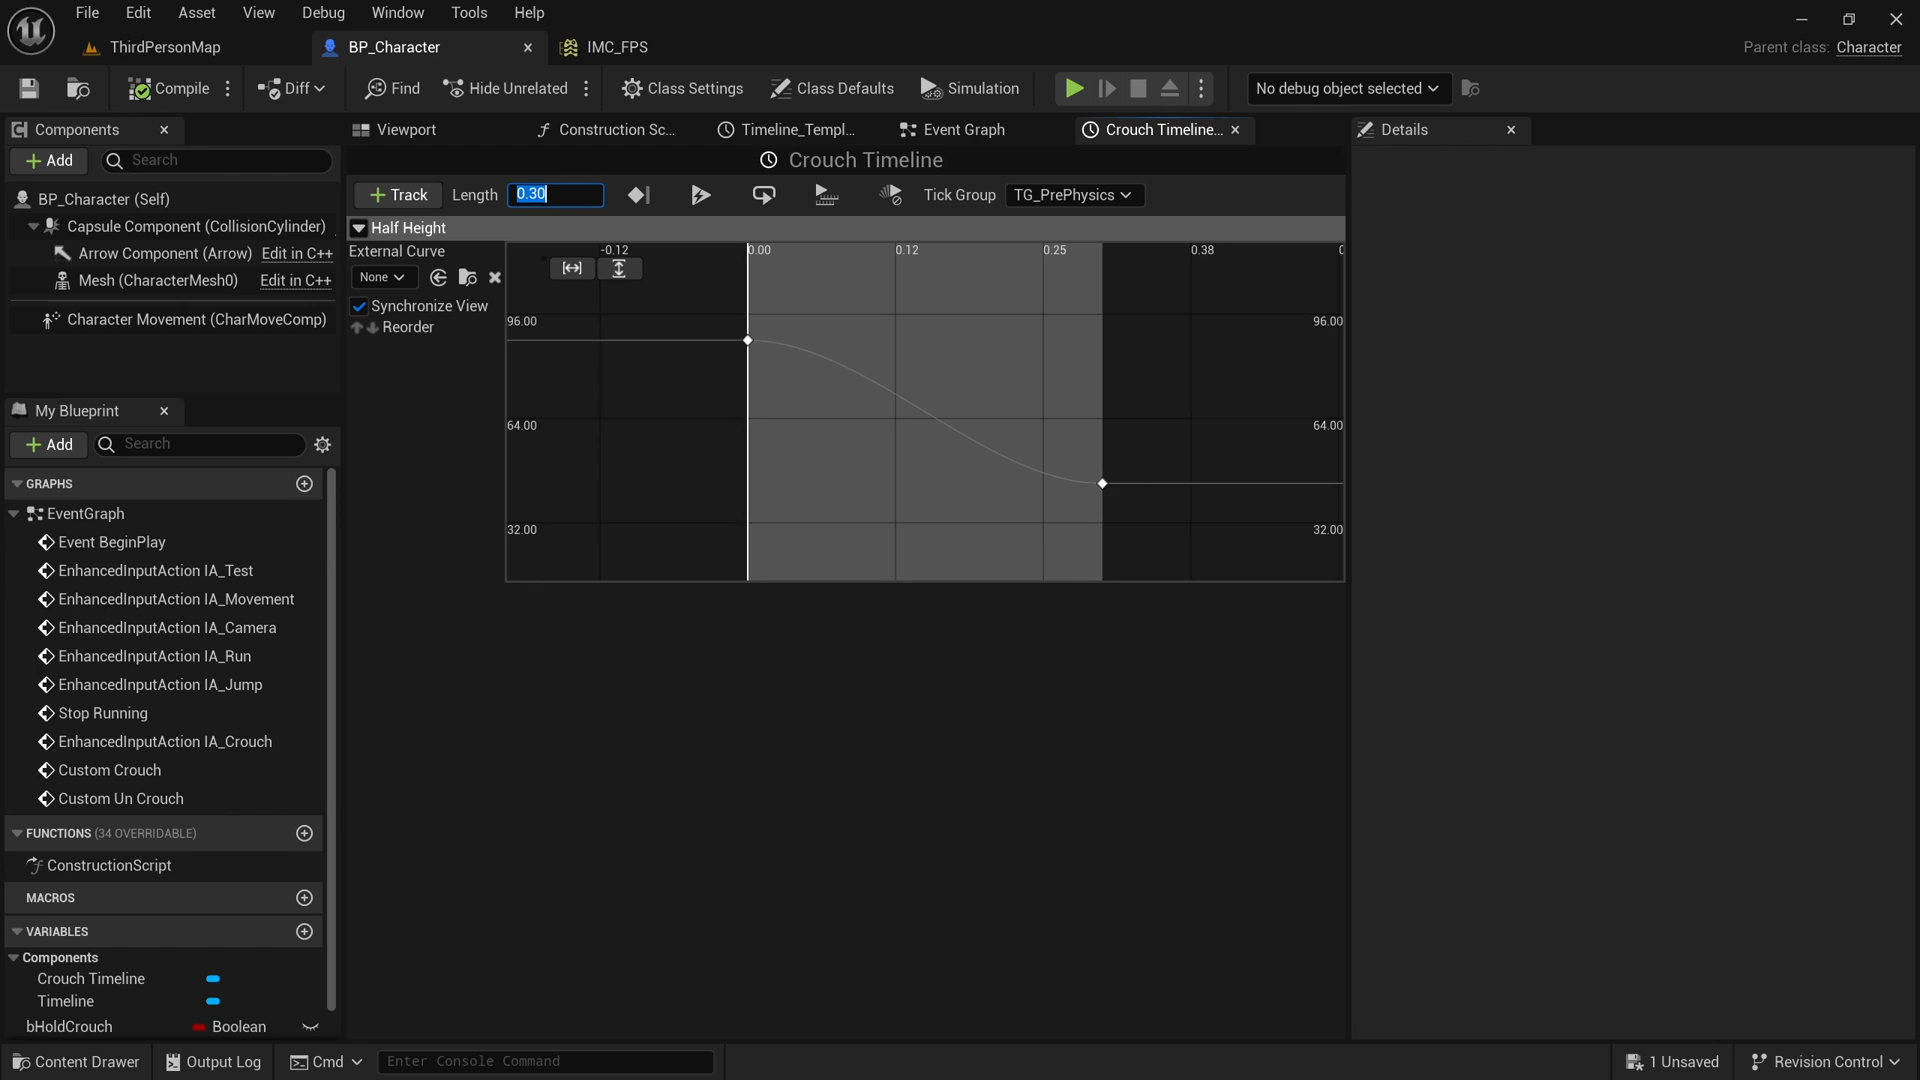 File Edit Asset View Debug Window Tools Help
ThirdPersonMap BP_Character IMC_FPS Parent class: Character
Compile Diff Find Hide Unrelated Class Settings Class Defaults Simulation No debug object selected
Components Viewport Construction Sc... Timeline_Templ... Event Graph Crouch Timeline... Details
Add Search Crouch Timeline
Track Length 0.30 Tick Group TG_PrePhysics
BP_Character (Self)
Capsule Component (CollisionCylinder)
Arrow Component (Arrow) Edit in C++
Mesh (CharacterMesh0) Edit in C++
Character Movement (CharMoveComp)
Half Height
External Curve
None
Synchronize View
Reorder
-0.12 0.00 0.12 0.25 0.38
96.00 96.00
64.00 64.00
32.00 32.00
My Blueprint
Add Search
GRAPHS
EventGraph
Event BeginPlay
EnhancedInputAction IA_Test
EnhancedInputAction IA_Movement
EnhancedInputAction IA_Camera
EnhancedInputAction IA_Run
EnhancedInputAction IA_Jump
Stop Running
EnhancedInputAction IA_Crouch
Custom Crouch
Custom Un Crouch
FUNCTIONS (34 OVERRIDABLE)
ConstructionScript
MACROS
VARIABLES
Components
Crouch Timeline
Timeline
bHoldCrouch Boolean
Content Drawer Output Log Cmd Enter Console Command 1 Unsaved Revision Control